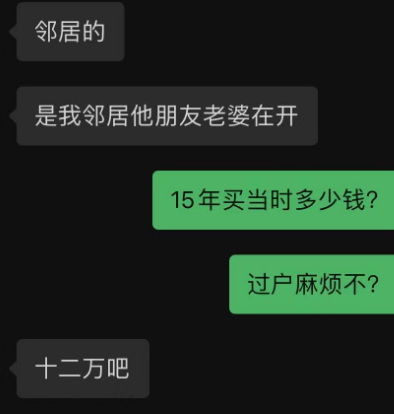 邻居的
是我邻居他朋友老婆在开
15年买当时多少钱?
过户麻烦不?
十二万吧